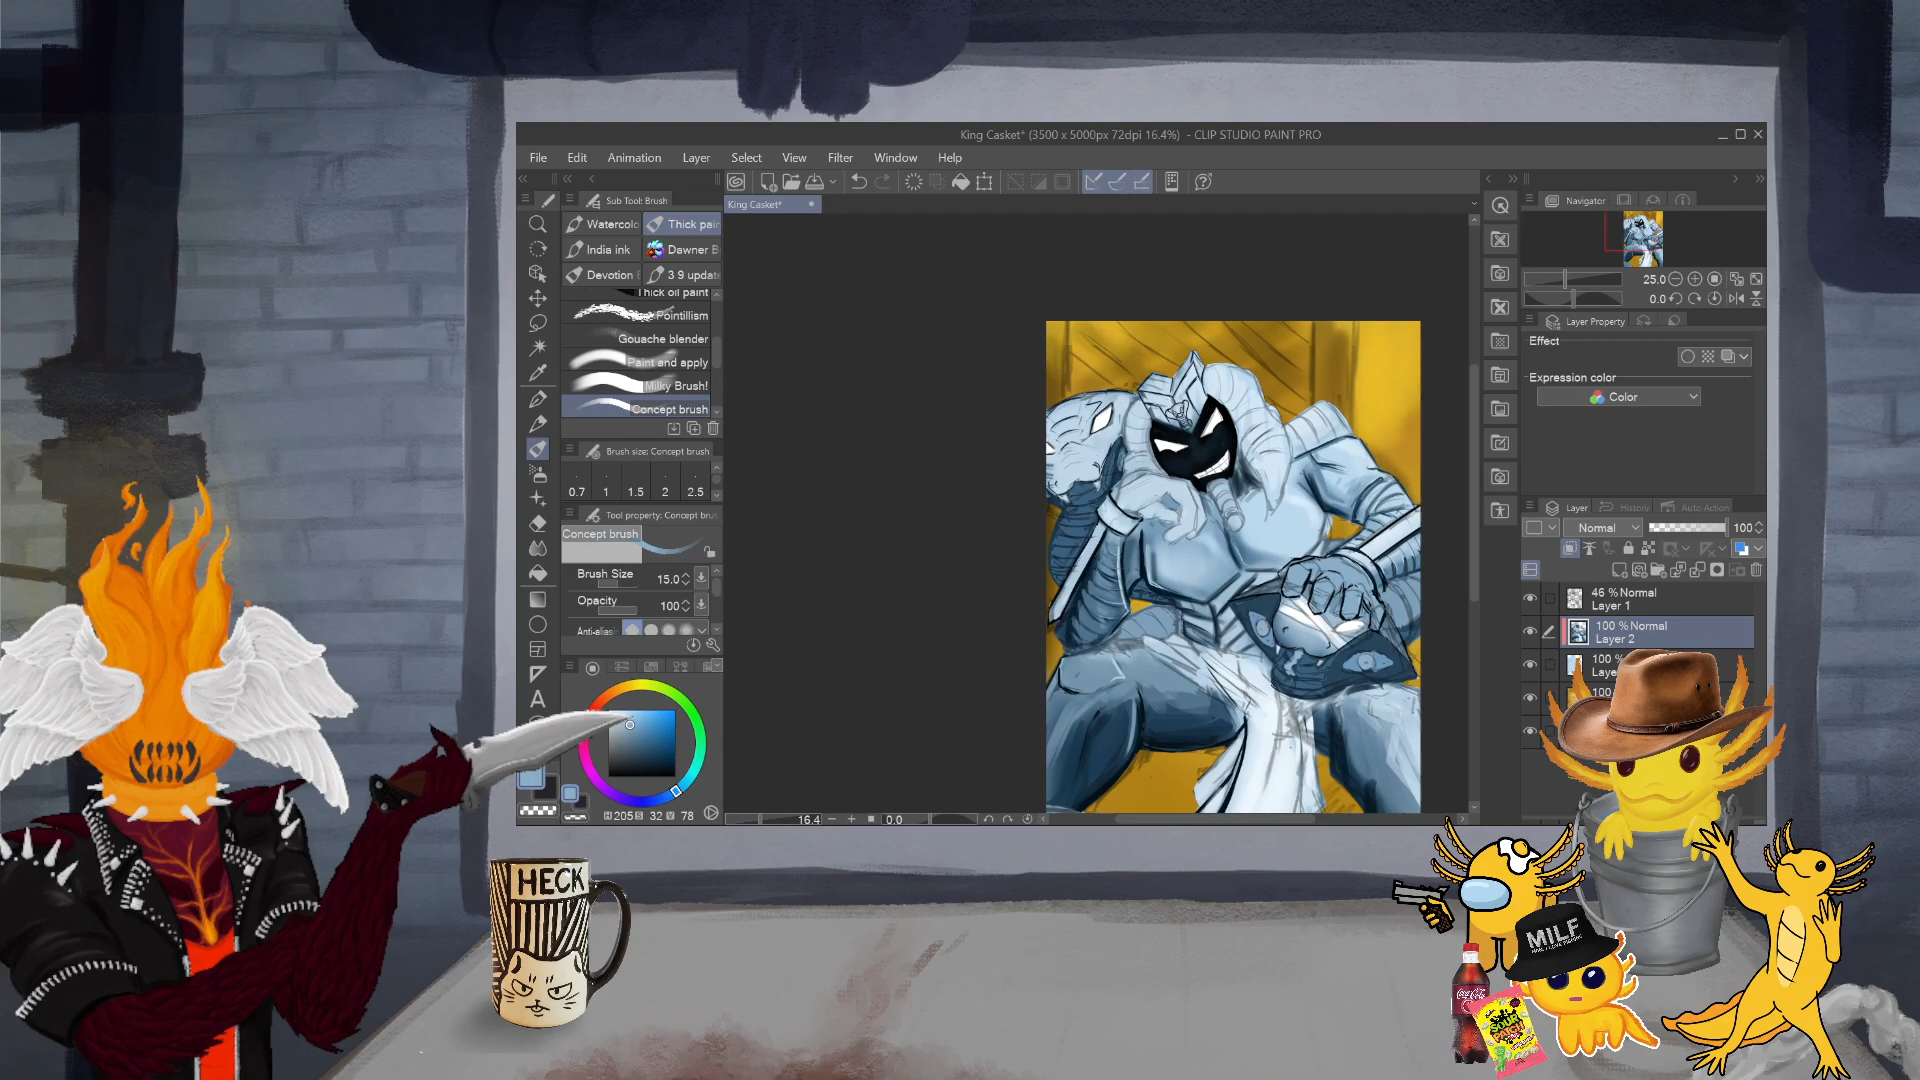 King Casket* (3500 x 5000px 72dpi 16.4%) - CLIP STUDIO PAINT PRO
File Edit Animation Layer Select View Filter Window Help
Sub Tool: Brush
King Casket*
Navigator
Watercolo
Thick pain
India ink
Dawner B
Devotion
3 9 updat
Thick oil paint
Pointillism
Gouache blender
Paint and apply
Milky Brush!
Concept brush
Brush size: Concept brush
0.7 1 1.5 2 2.5
Tool property: Concept brus
Concept brush
Brush Size 15.0
Opacity 100
Anti-alias
H 205 S 32 V 78
16.4 0.0
25.0
0.0
Layer Property
Effect
Expression color
Color
Layer History Auto Action
Normal 100
46 % Normal
Layer 1
100 % Normal
Layer 2
100 %
Laye
100
HECK
MILF
Coca-Cola
SOUR
PATCH